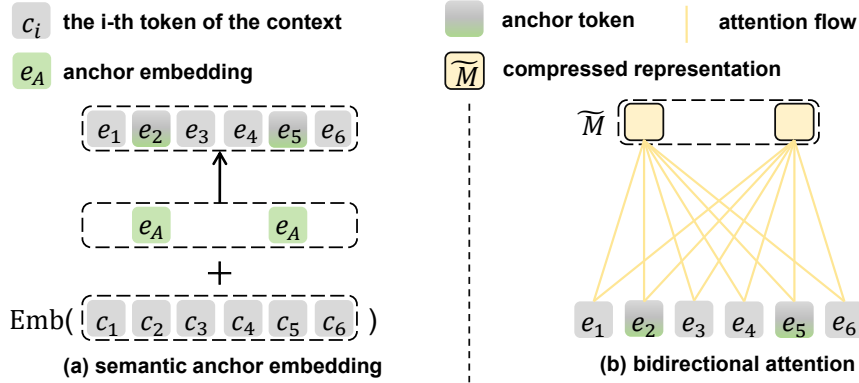 c_i the i-th token of the context
e_A anchor embedding
e_1 e_2 e_3 e_4 e_5 e_6
e_A e_A
+
Emb( c_1 c_2 c_3 c_4 c_5 c_6 )
(a) semantic anchor embedding
anchor token attention flow
M̃ compressed representation
M̃
e_1 e_2 e_3 e_4 e_5 e_6
(b) bidirectional attention